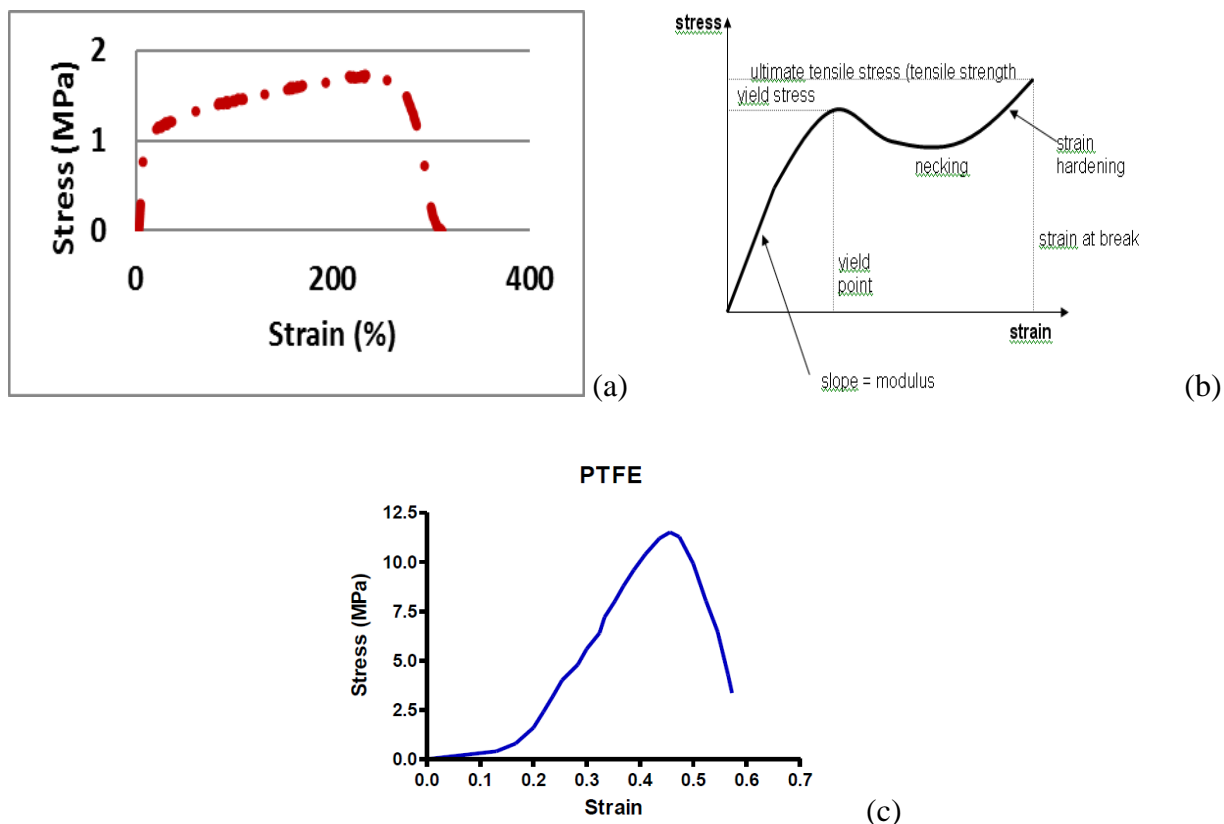 2
1
0
Stress (MPa)
0 200 400
Strain (%)
(a)
stress
ultimate tensile stress (tensile strength
yield stress
strain
hardening
necking
strain at break
yield
point
strain
slope = modulus
(b)
PTFE
12.5
10.0
7.5
5.0
2.5
0.0
Stress (MPa)
0.0 0.1 0.2 0.3 0.4 0.5 0.6 0.7
Strain
(c)